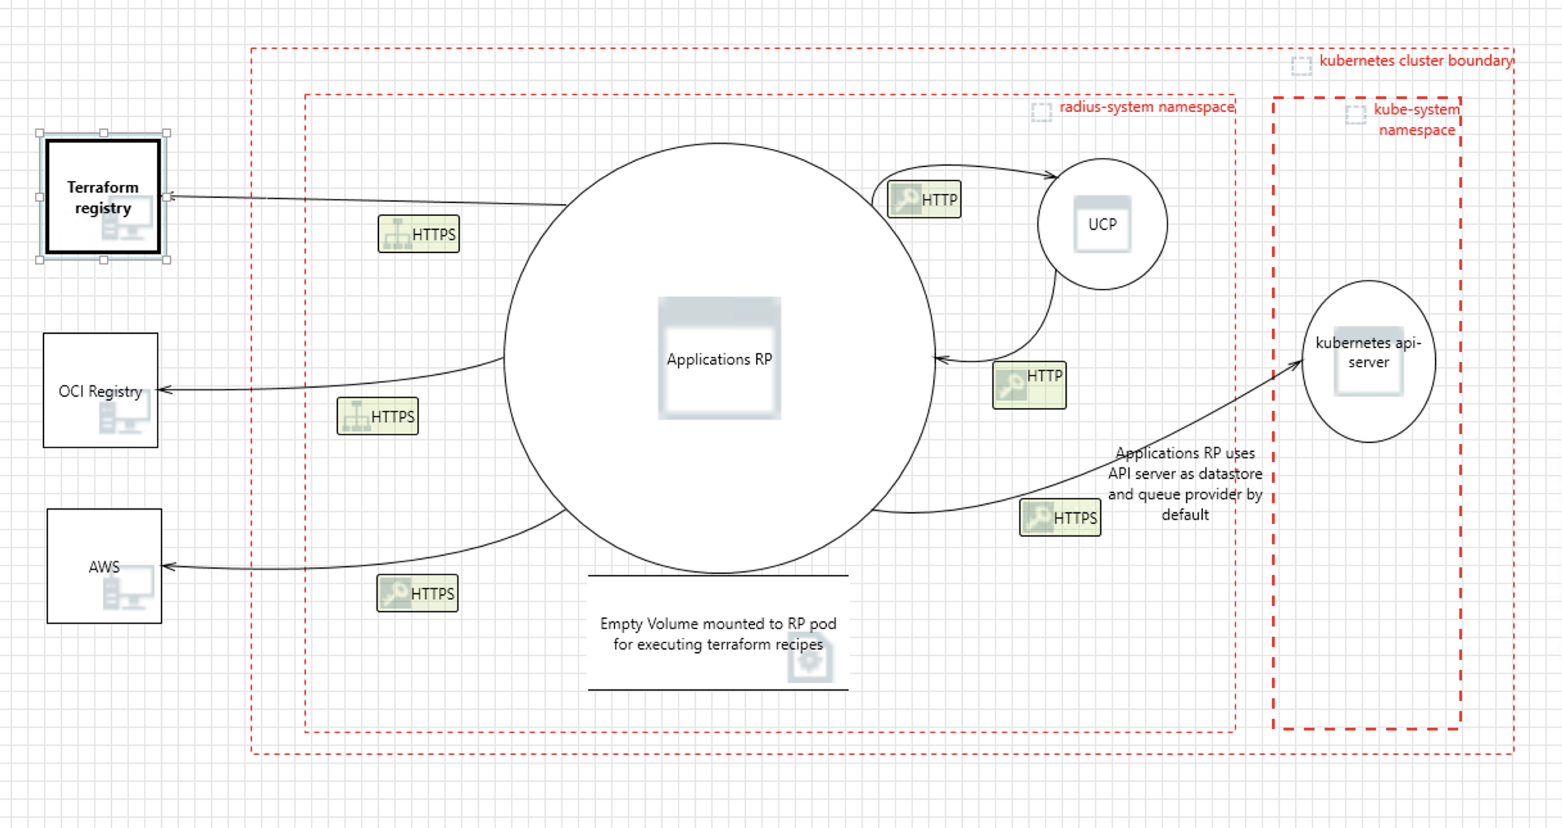 kubernetes cluster boundary
radius-system namespace
kube-system
namespace
Terraform
registry
HTTPS
HTTP
UCP
OCI Registry
HTTPS
Applications RP
HTTP
kubernetes api-
server
Applications RP uses
API server as datastore
and queue provider by
default
HTTPS
AWS
HTTPS
Empty Volume mounted to RP pod
for executing terraform recipes